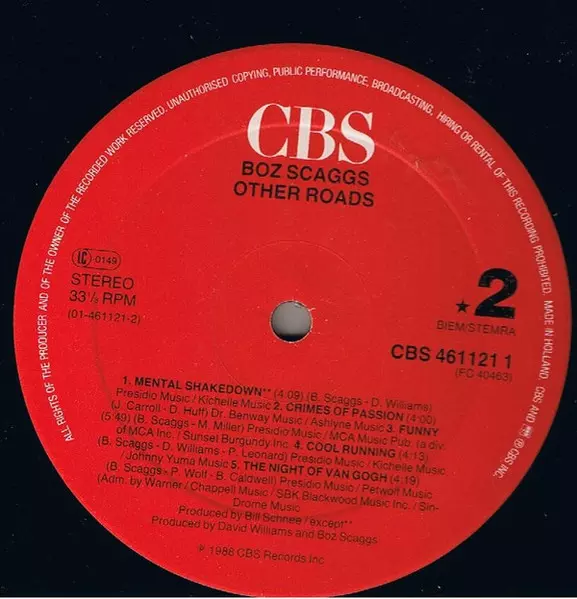 ALL RIGHTS OF THE PRODUCER AND OF THE OWNER OF THE RECORDED WORK RESERVED. UNAUTHORISED COPYING, PUBLIC PERFORMANCE, BROADCASTING, HIRING OR RENTAL OF THIS RECORDING PROHIBITED. MADE IN HOLLAND. CBS AND ℗ CBS INC.
CBS
BOZ SCAGGS
OTHER ROADS
IC 0149
STEREO
33⅓ RPM
(01-461121-2)
★2
BIEM/STEMRA
CBS 461121 1
(FC 40463)
1. MENTAL SHAKEDOWN** (4:09) (B. Scaggs - D. Williams)
Presidio Music / Kichelle Music 2. CRIMES OF PASSION (4:00)
(J. Carroll - D. Huff) Dr. Benway Music / Ashlyne Music 3. FUNNY
(5:49) (B. Scaggs - M. Miller) Presidio Music / MCA Music Pub. (a div.
of MCA Inc. / Sunset Burgundy Inc. 4. COOL RUNNING (4:13)
(B. Scaggs - D. Williams - P. Leonard) Presidio Music / Kichelle Music
/ Johnny Yuma Music 5. THE NIGHT OF VAN GOGH (4:19)
(B. Scaggs - P. Wolf - B. Caldwell) Presidio Music / Petwolf Music
(Adm. by Warner / Chappell Music / SBK Blackwood Music Inc. / Sin-
Drome Music
Produced by Bill Schnee / except**
Produced by David Williams and Boz Scaggs
℗ 1988 CBS Records Inc